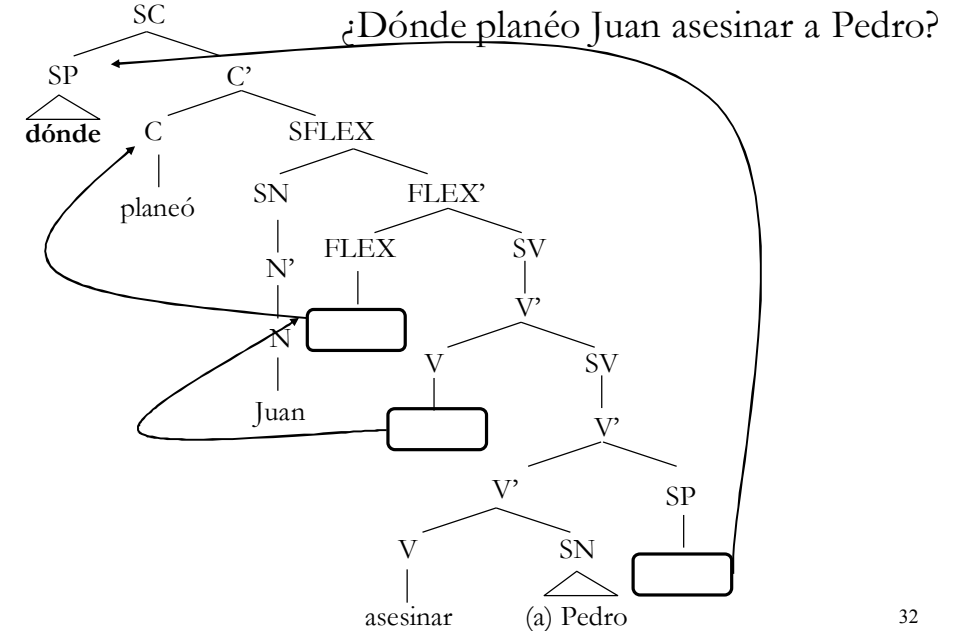 ¿Dónde planéo Juan asesinar a Pedro?
SC
SP C’
dónde C SFLEX
planeó SN FLEX’
FLEX SV
N’
V’
N
V SV
Juan
V’
V’ SP
V SN
asesinar (a) Pedro 32